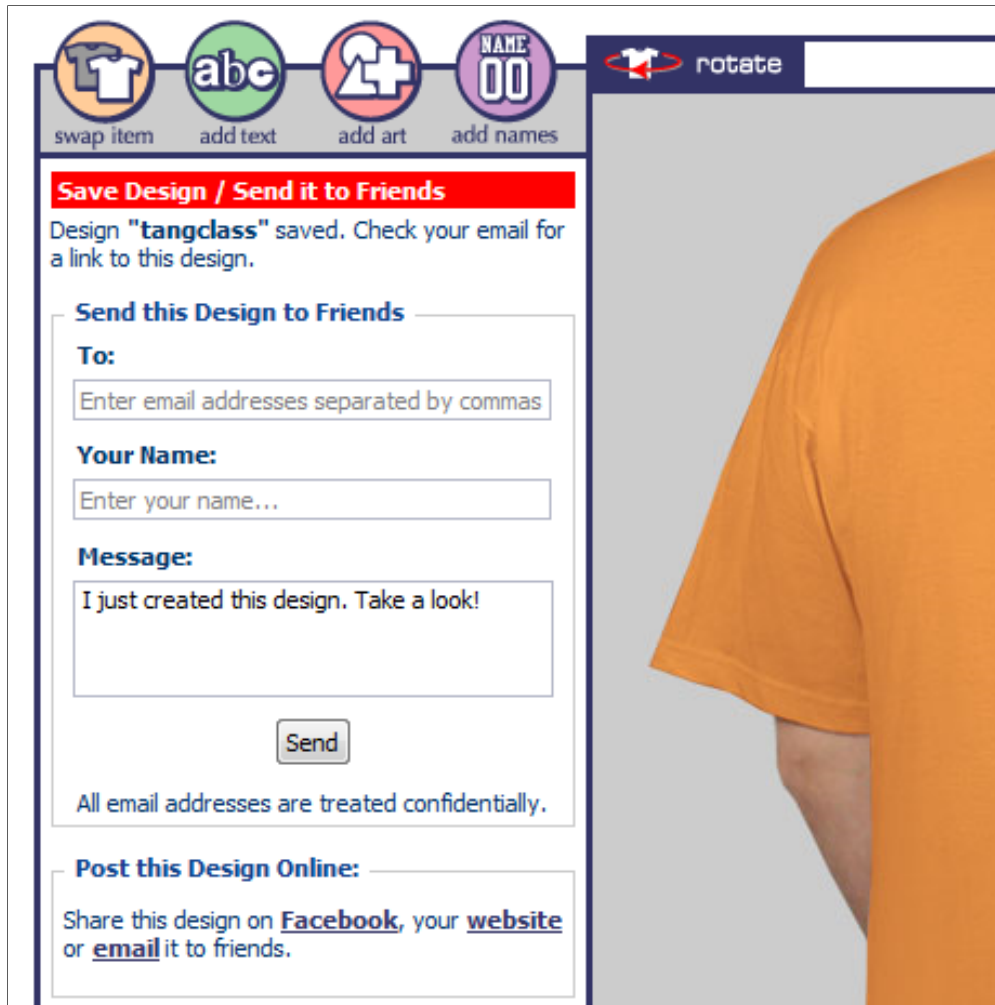 NAME
00
abc
swap item
add text
add art
add names
rotate
Save Design / Send it to Friends
Design "tangclass" saved. Check your email for
a link to this design.
Send this Design to Friends
To:
Enter email addresses separated by commas
Your Name:
Enter your name...
Message:
I just created this design. Take a look!
Send
All email addresses are treated confidentially.
Post this Design Online:
Share this design on Facebook, your website
or email it to friends.